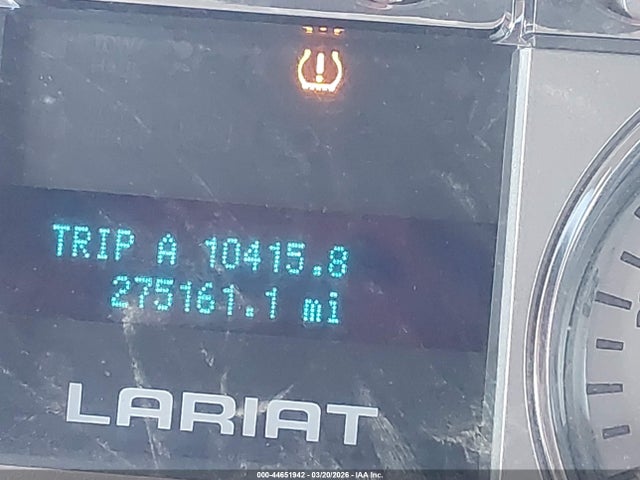 TRIP A 10415.8
275161.1 mi
LARIAT
000-44651942 - 03/20/2026 - IAA Inc.